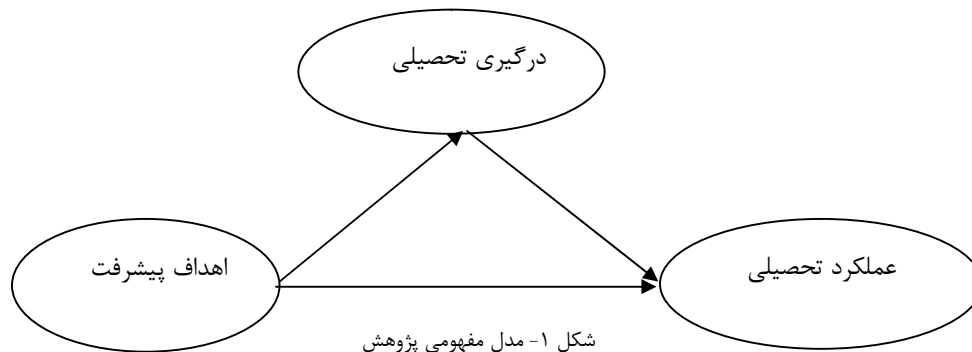 درگیری تحصیلی
اهداف پیشرفت
عملکرد تحصیلی
شکل ۱- مدل مفهومی پژوهش